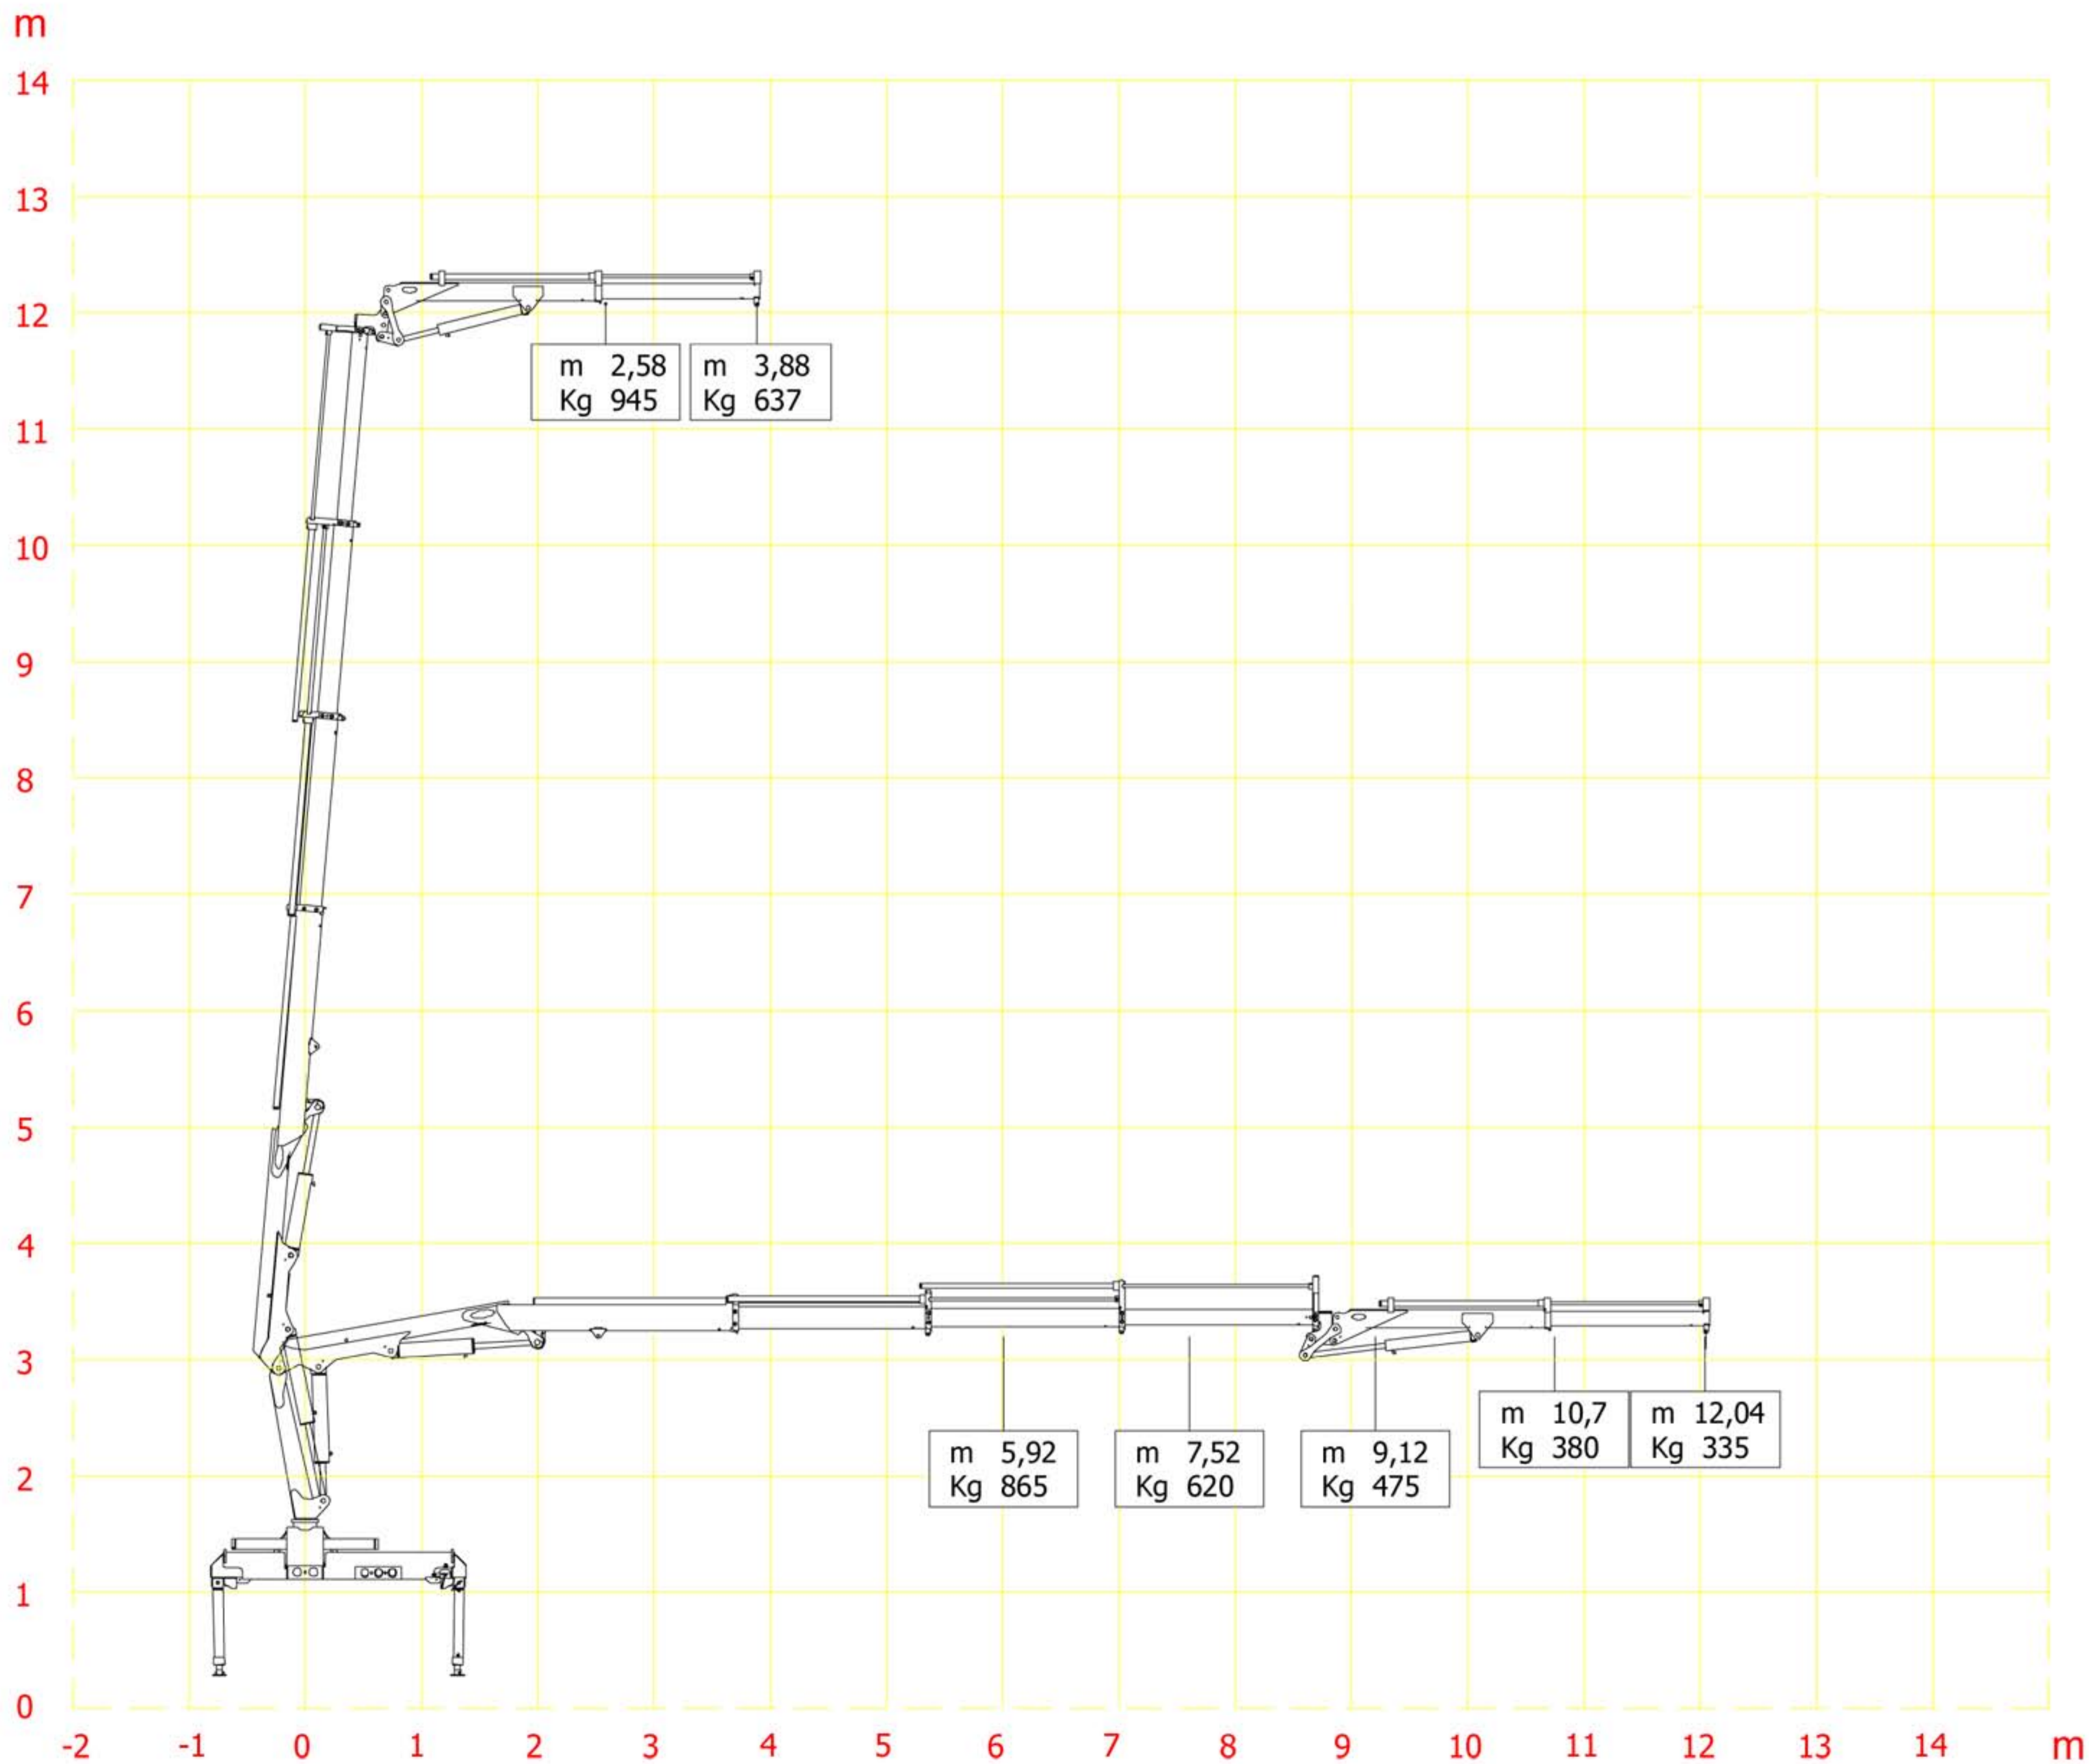 m
14
13
12
m 2,58 m 3,88
Kg 945 Kg 637
11
10
9
8
7
6
5
4
3
m 10,7 m 12,04
Kg 380 Kg 335
m 5,92 m 7,52 m 9,12
Kg 865 Kg 620 Kg 475
2
1
0
-2 -1 0 1 2 3 4 5 6 7 8 9 10 11 12 13 14 m